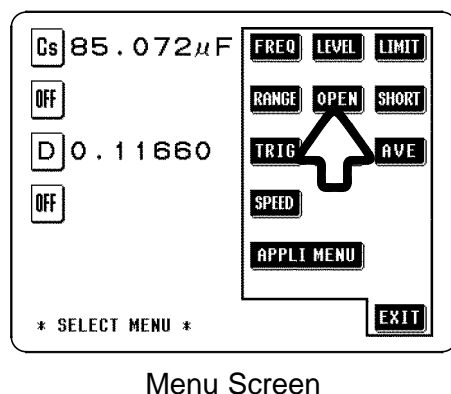 Cs 85.072μF
OFF
D 0.11660
OFF
FREQ LEVEL LIMIT
RANGE OPEN SHORT
TRIG AVE
SPEED
APPLI MENU
* SELECT MENU *
EXIT
Menu Screen